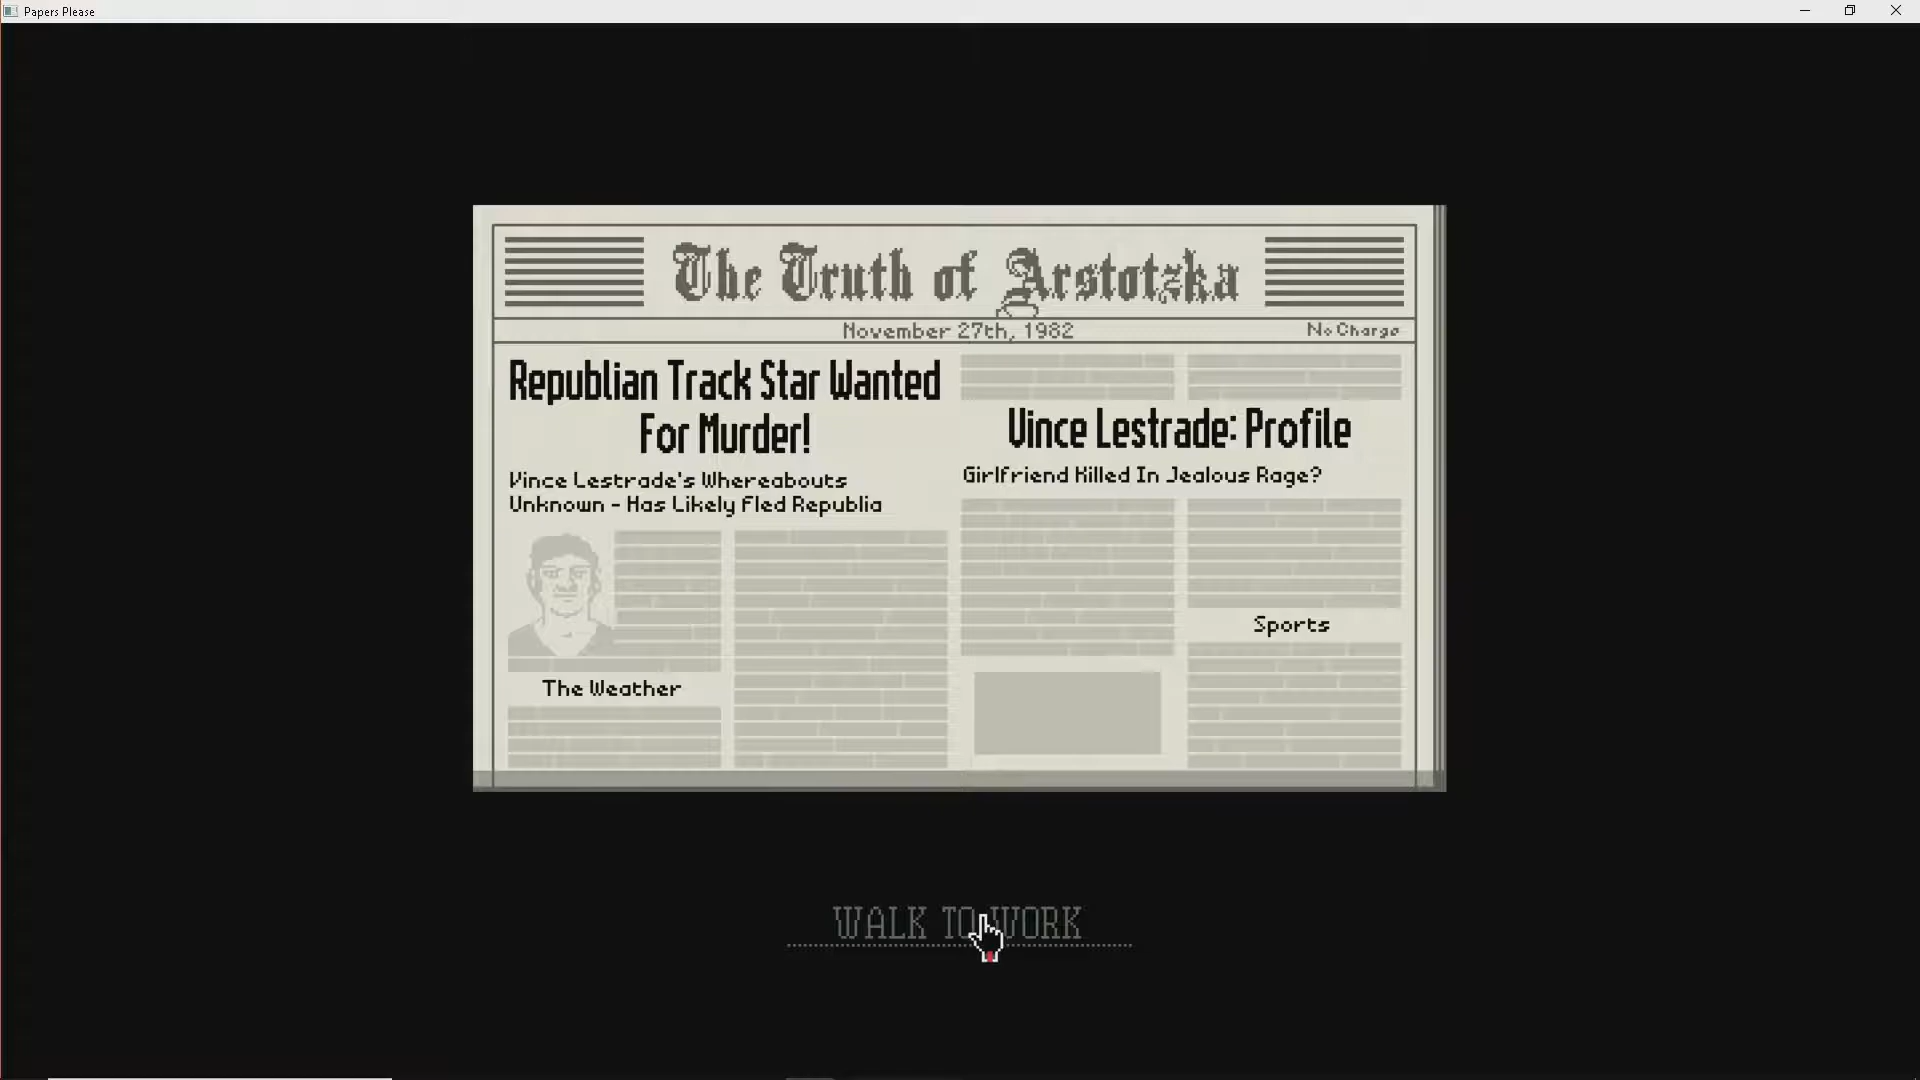 Papers Please
The Truth of Arstotzka
November 27th, 1982
No Charge
Republian Track Star Wanted
For Murder!
Vince Lestrade's Whereabouts
Unknown - Has Likely Fled Republia
The Weather
Vince Lestrade: Profile
Girlfriend Killed In Jealous Rage?
Sports
WALK TO WORK